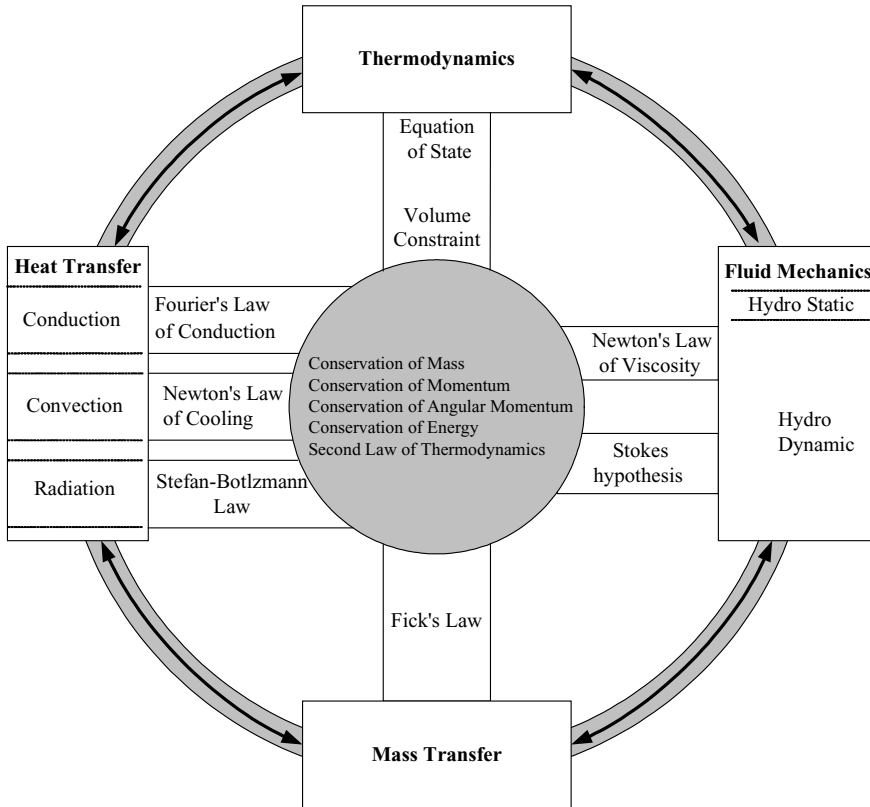 Thermodynamics
Equation
of State
Volume
Constraint
Heat Transfer
Conduction
Fourier's Law
of Conduction
Convection
Newton's Law
of Cooling
Radiation
Stefan-Botlzmann
Law
Conservation of Mass
Conservation of Momentum
Conservation of Angular Momentum
Conservation of Energy
Second Law of Thermodynamics
Fluid Mechanics
Hydro Static
Newton's Law
of Viscosity
Hydro
Dynamic
Stokes
hypothesis
Fick's Law
Mass Transfer